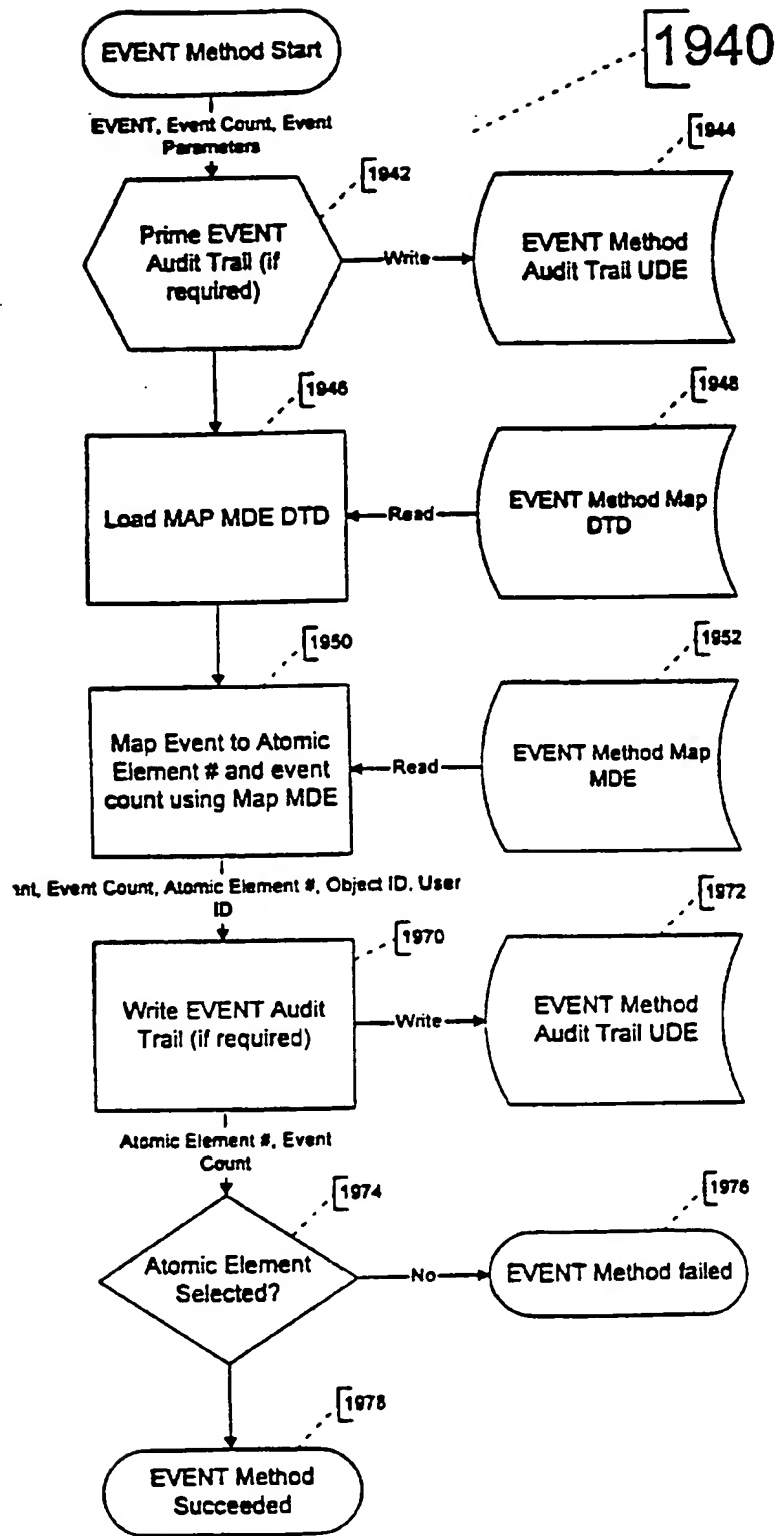 EVENT Method Start
1940
EVENT, Event Count, Event
Parameters
1942
1944
Prime EVENT
Audit Trail (if
required)
Write
EVENT Method
Audit Trail UDE
1946
1948
Load MAP MDE DTD
Read
EVENT Method Map
DTD
1950
1952
Map Event to Atomic
Element # and event
count using Map MDE
Read
EVENT Method Map
MDE
nt, Event Count, Atomic Element #, Object ID, User
ID
1970
1972
Write EVENT Audit
Trail (if required)
Write
EVENT Method
Audit Trail UDE
Atomic Element #, Event
Count
1974
1976
Atomic Element
Selected?
No
EVENT Method failed
1978
EVENT Method
Succeeded